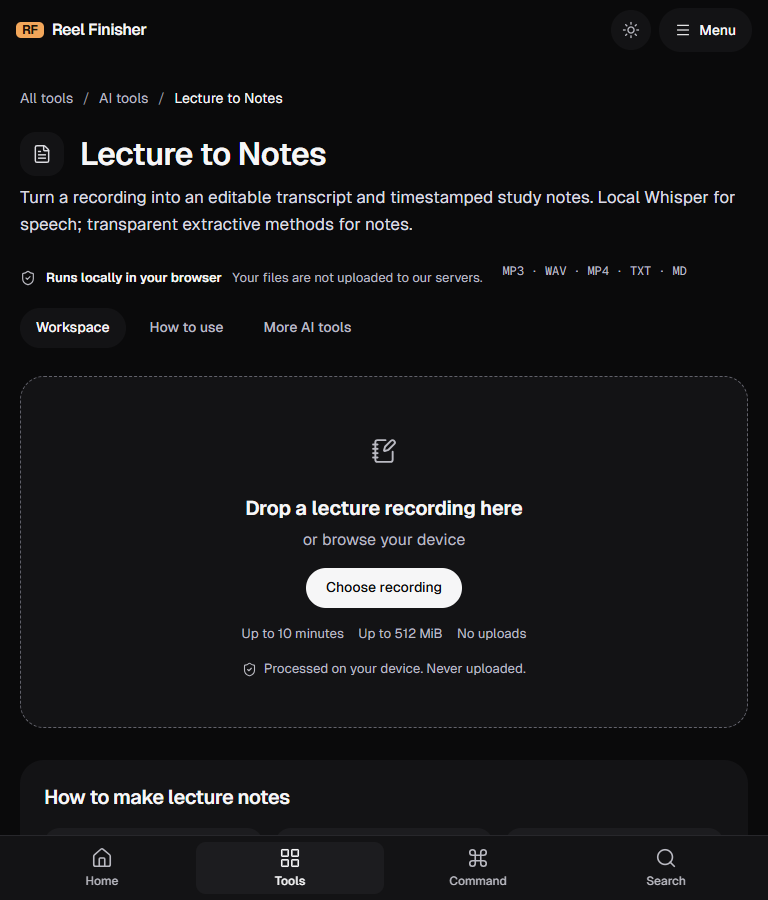 RF Reel Finisher
Menu
All tools / AI tools / Lecture to Notes
Lecture to Notes
Turn a recording into an editable transcript and timestamped study notes. Local Whisper for
speech; transparent extractive methods for notes.
Runs locally in your browser Your files are not uploaded to our servers. MP3 · WAV · MP4 · TXT · MD
Workspace How to use More AI tools
Drop a lecture recording here
or browse your device
Choose recording
Up to 10 minutes Up to 512 MiB No uploads
Processed on your device. Never uploaded.
How to make lecture notes
Home Tools Command Search